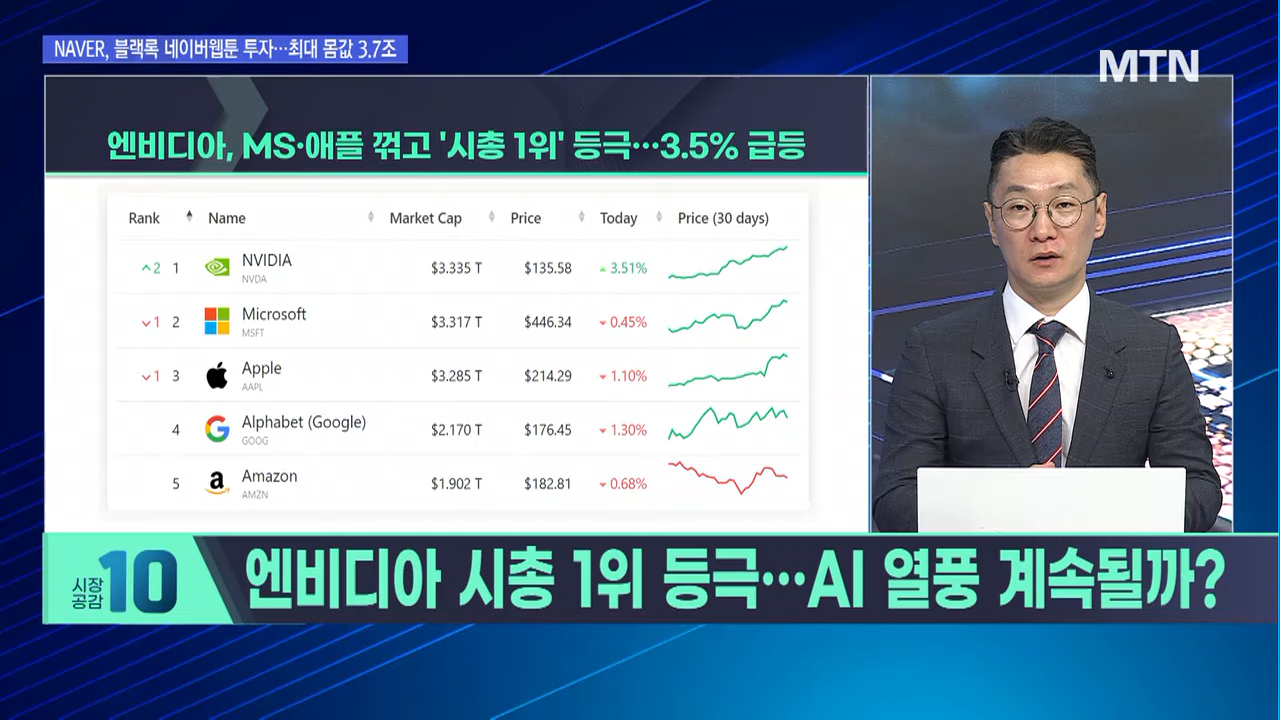 NAVER, 블랙록 네이버웹툰 투자…최대 몸값 3.7조
MTN
엔비디아, MS·애플 꺾고 '시총 1위' 등극…3.5% 급등
Rank Name Market Cap Price Today Price (30 days)
2 1 NVIDIA $3.335 T $135.58 3.51%
NVDA
1 2 Microsoft $3.317 T $446.34 0.45%
MSFT
1 3 Apple $3.285 T $214.29 1.10%
AAPL
4 Alphabet (Google) $2.170 T $176.45 1.30%
GOOG
5 Amazon $1.902 T $182.81 0.68%
AMZN
시장
공감
10
엔비디아 시총 1위 등극…AI 열풍 계속될까?